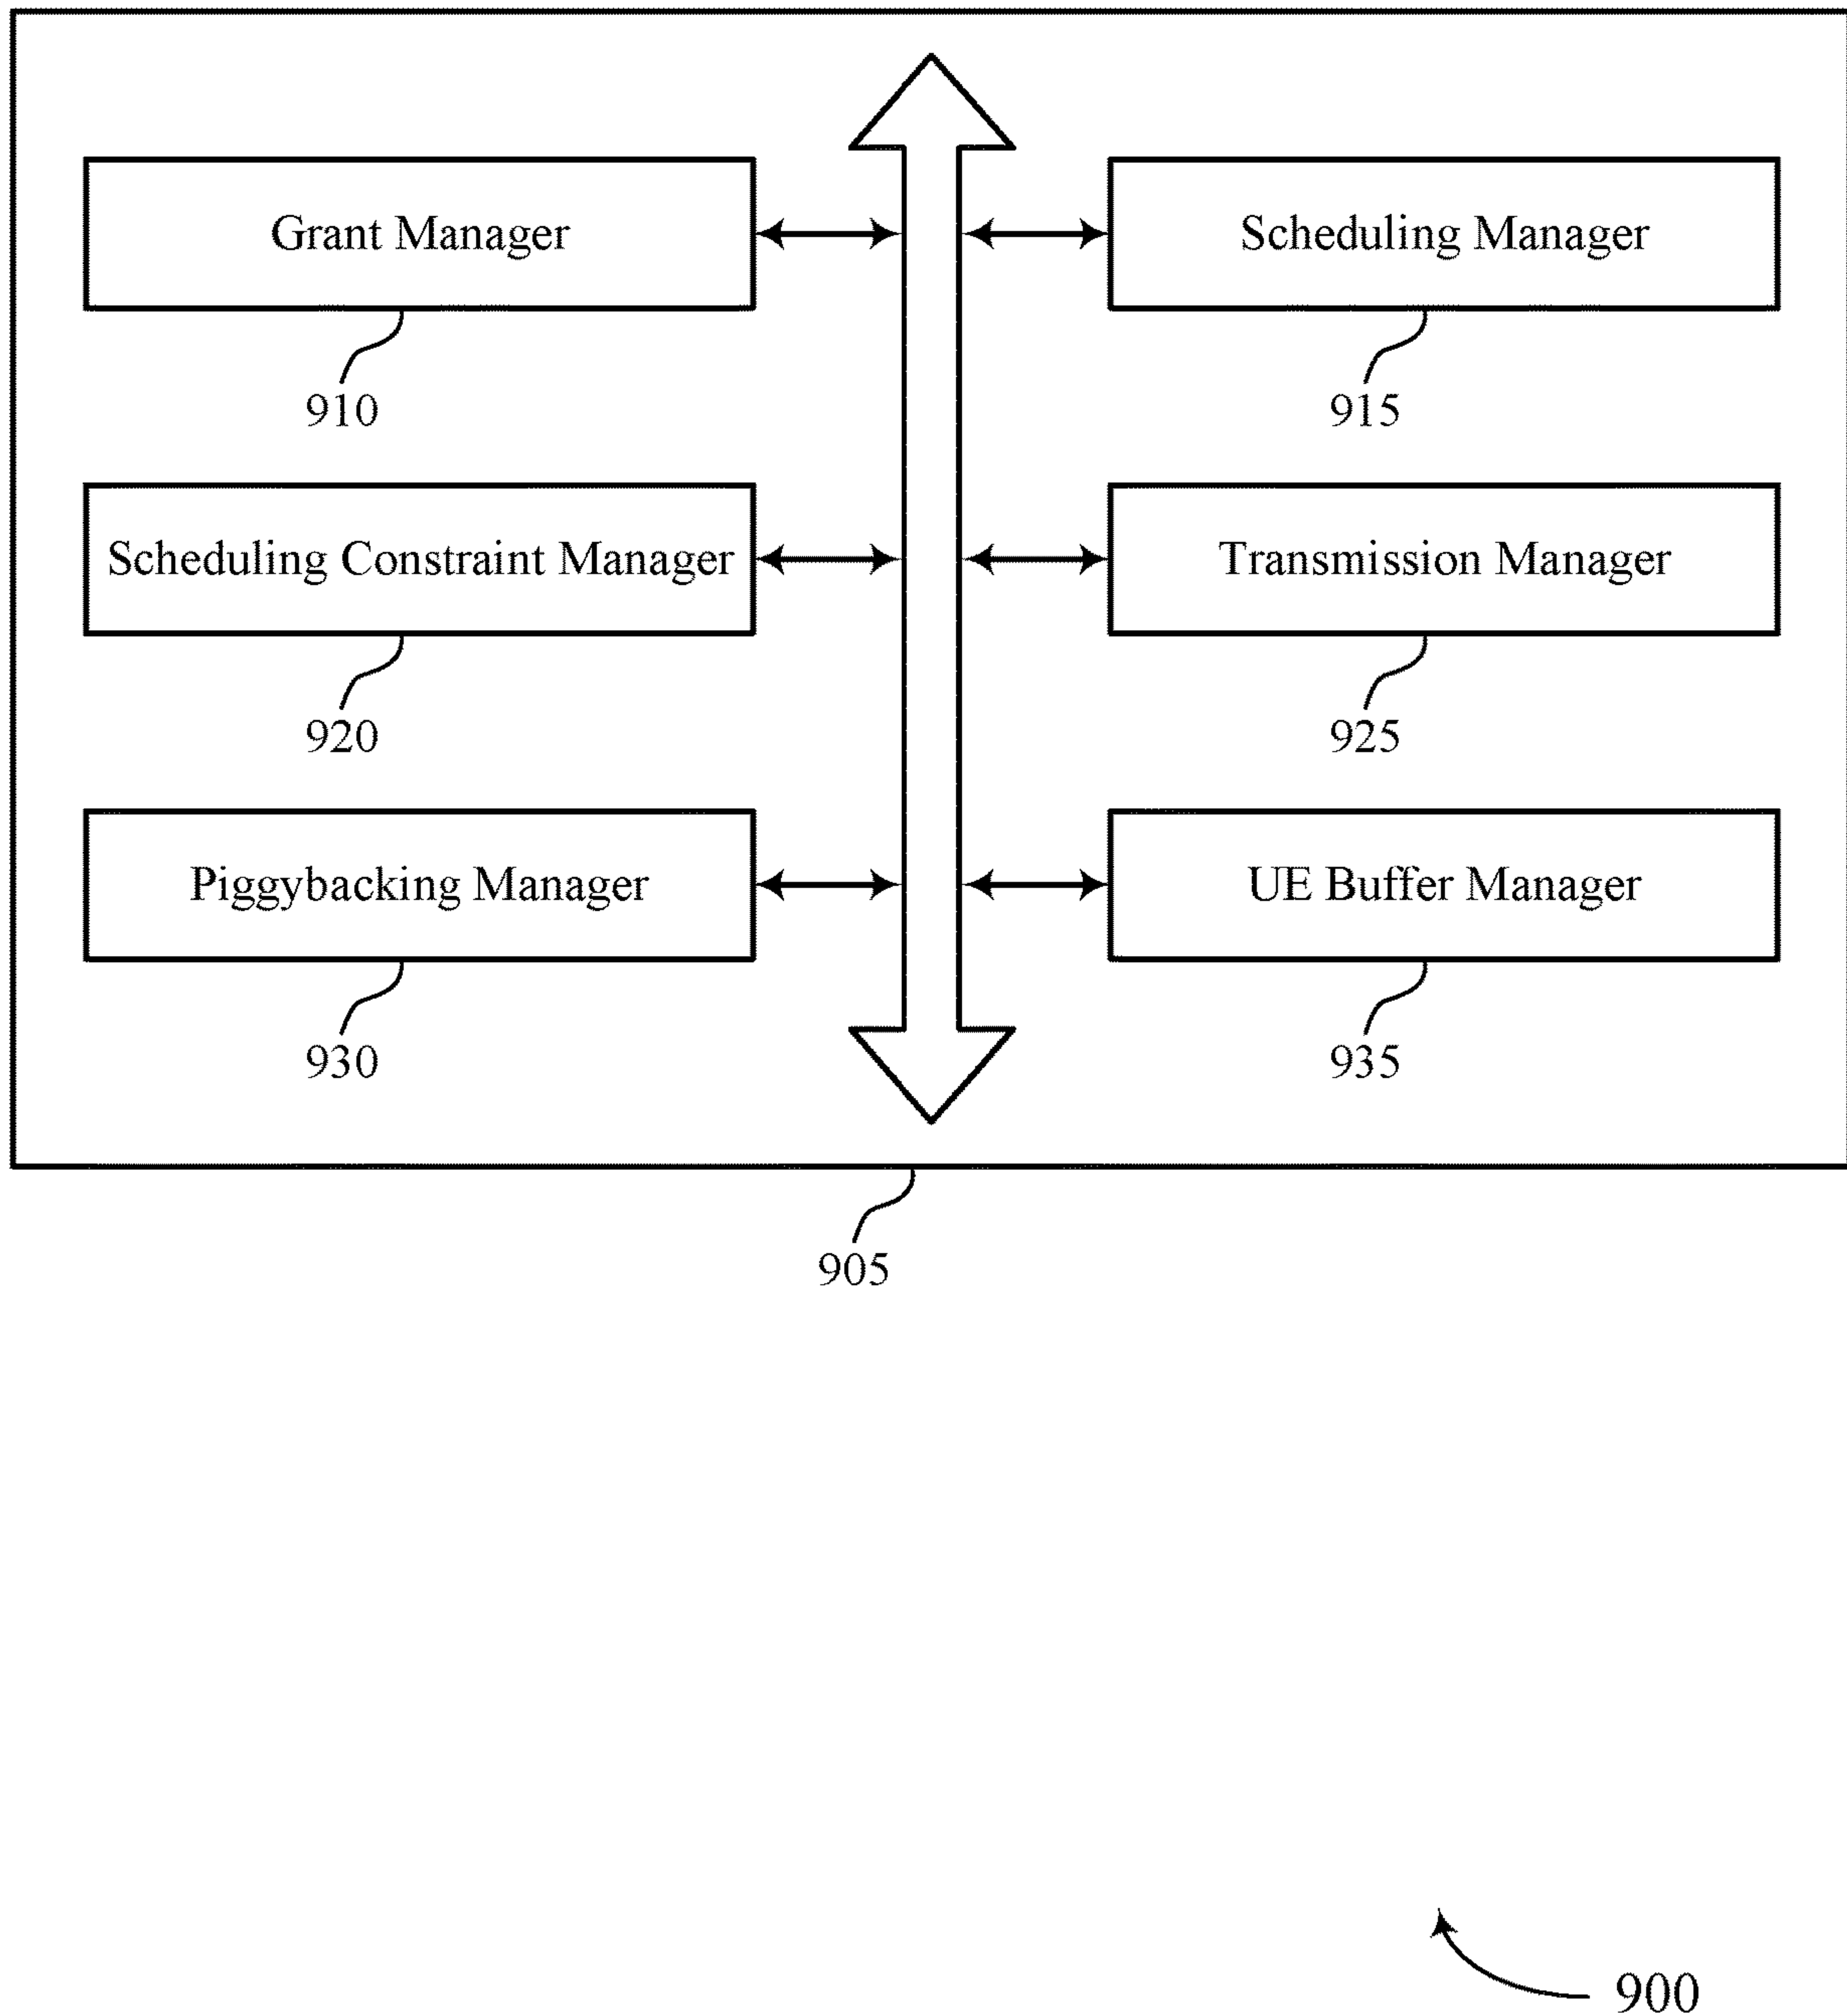 Grant Manager
Scheduling Manager
910
915
Scheduling Constraint Manager
Transmission Manager
920
925
Piggybacking Manager
UE Buffer Manager
930
935
905
900